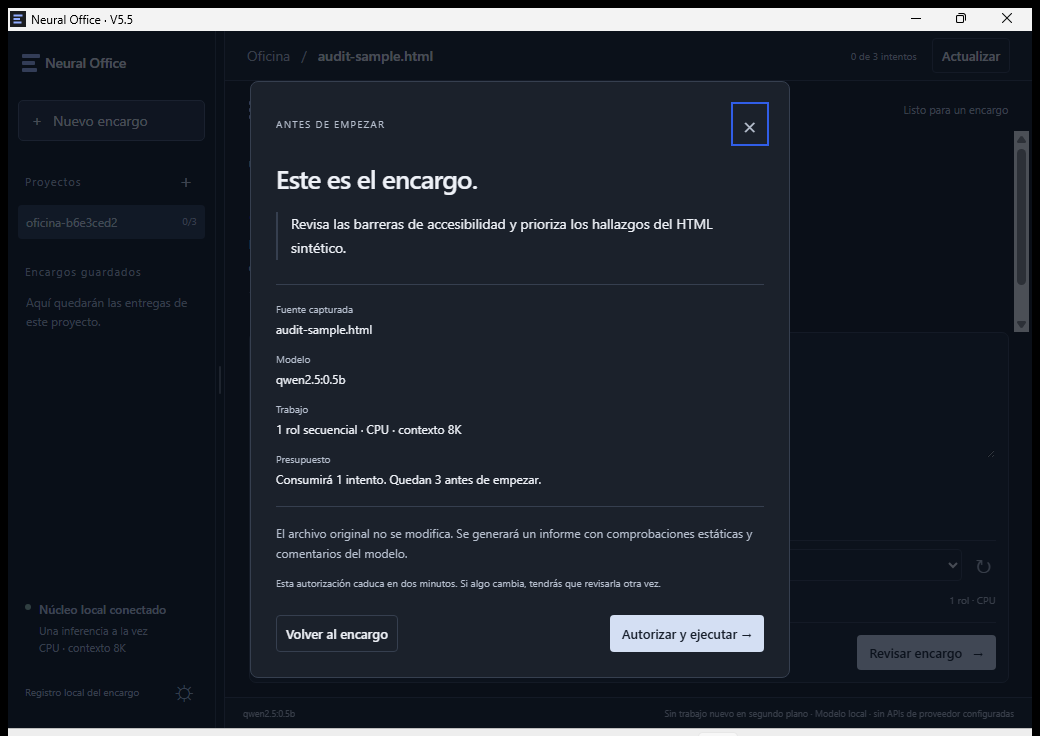 Neural Office · V5.5
Neural Office
Oficina / audit-sample.html
0 de 3 intentos
Actualizar
+ Nuevo encargo
Listo para un encargo
Proyectos +
oficina-b6e3ced2 0/3
Encargos guardados
Aquí quedarán las entregas de
este proyecto.
ANTES DE EMPEZAR
Este es el encargo.
Revisa las barreras de accesibilidad y prioriza los hallazgos del HTML
sintético.
Fuente capturada
audit-sample.html
Modelo
qwen2.5:0.5b
Trabajo
1 rol secuencial · CPU · contexto 8K
Presupuesto
Consumirá 1 intento. Quedan 3 antes de empezar.
El archivo original no se modifica. Se generará un informe con comprobaciones estáticas y
comentarios del modelo.
Esta autorización caduca en dos minutos. Si algo cambia, tendrás que revisarla otra vez.
Volver al encargo
Autorizar y ejecutar →
Núcleo local conectado
Una inferencia a la vez
CPU · contexto 8K
Registro local del encargo
1 rol · CPU
Revisar encargo →
qwen2.5:0.5b
Sin trabajo nuevo en segundo plano · Modelo local · sin APIs de proveedor configuradas